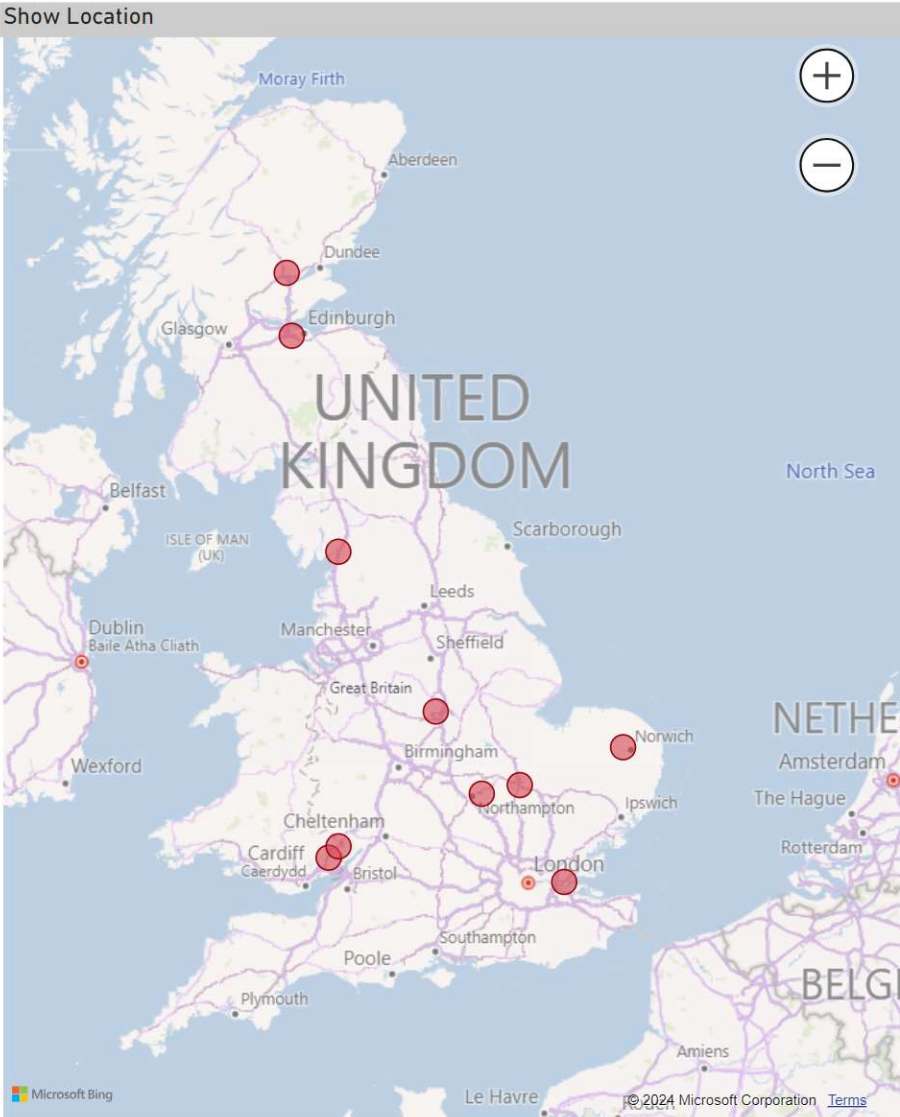 Show Location
Moray Firth
Aberdeen
Dundee
Edinburgh
Glasgow
UNITED
KINGDOM
North Sea
Belfast
ISLE OF MAN
(UK)
Scarborough
Leeds
Dublin
Baile Atha Cliath
Manchester
Sheffield
Great Britain
Norwich
NETHE
Birmingham
Amsterdam
Wexford
The Hague
Ipswich
Northampton
Cheltenham
Rotterdam
Cardiff
Caerdydd
London
Bristol
Southampton
Poole
BELG
Plymouth
Amiens
Microsoft Bing
Le Havre
Rouen
© 2024 Microsoft Corporation Terms